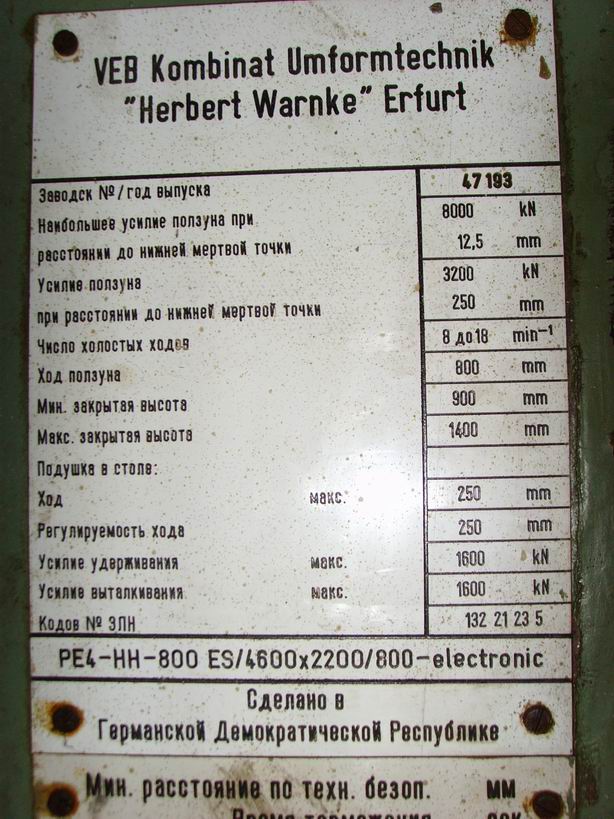 VEB Kombinat Umformtechnik
"Herbert Warnke" Erfurt
Заводск №/год выпуска 47193
Наибольшее усилие ползуна при 8000 kN
расстоянии до нижней мертвой точки 12,5 mm
Усилие ползуна 3200 kN
при расстоянии до нижней мертвой точки 250 mm
Число холостых ходов 8 до 18 min⁻¹
Ход ползуна 800 mm
Мин. закрытая высота 900 mm
Макс. закрытая высота 1400 mm
Подушка в столе:
Ход макс. 250 mm
Регулируемость хода 250 mm
Усилие удерживания макс. 1600 kN
Усилие выталкивания макс. 1600 kN
Кодов № ЗПН 132 21 23 5
PE4-HH-800 ES/4600x2200/800-electronic
Сделано в
Германской Демократической Республике
Мин. расстояние по техн. безоп. мм
Время торможения сек